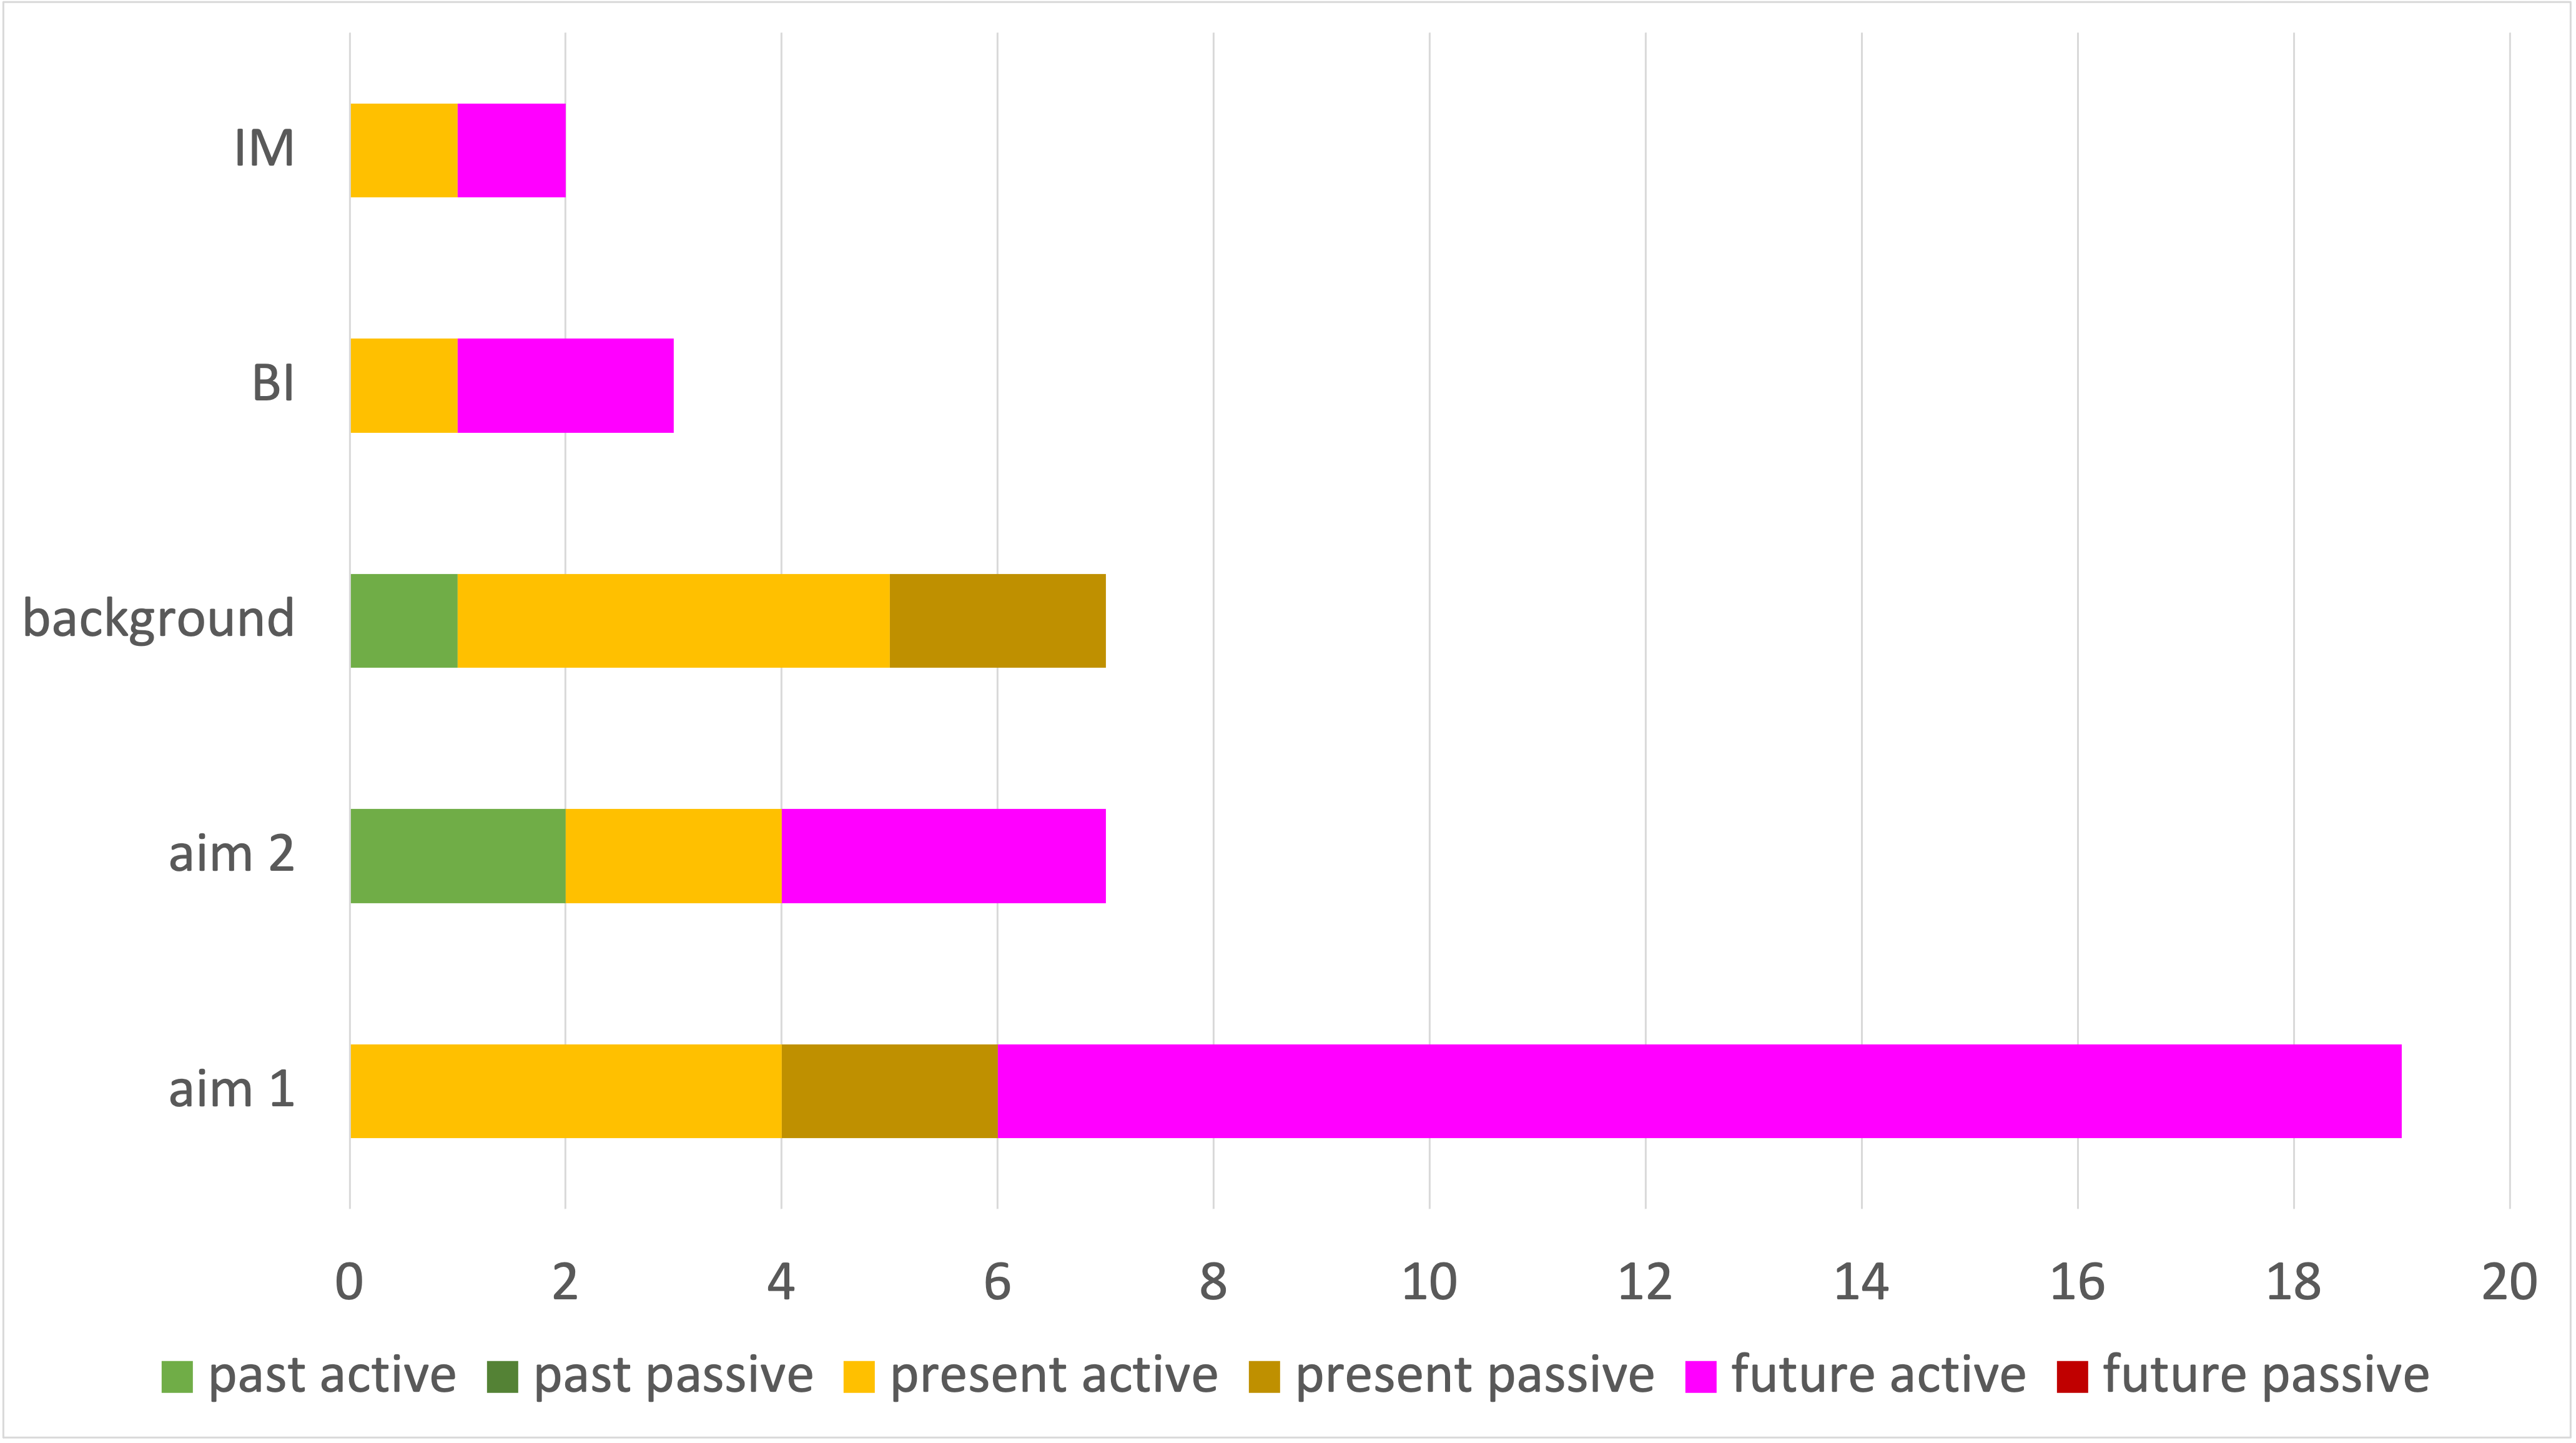 IM
BI
background
aim 2
aim 1
0 2 4 6 8 10 12 14 16 18 20
past active past passive present active present passive future active future passive